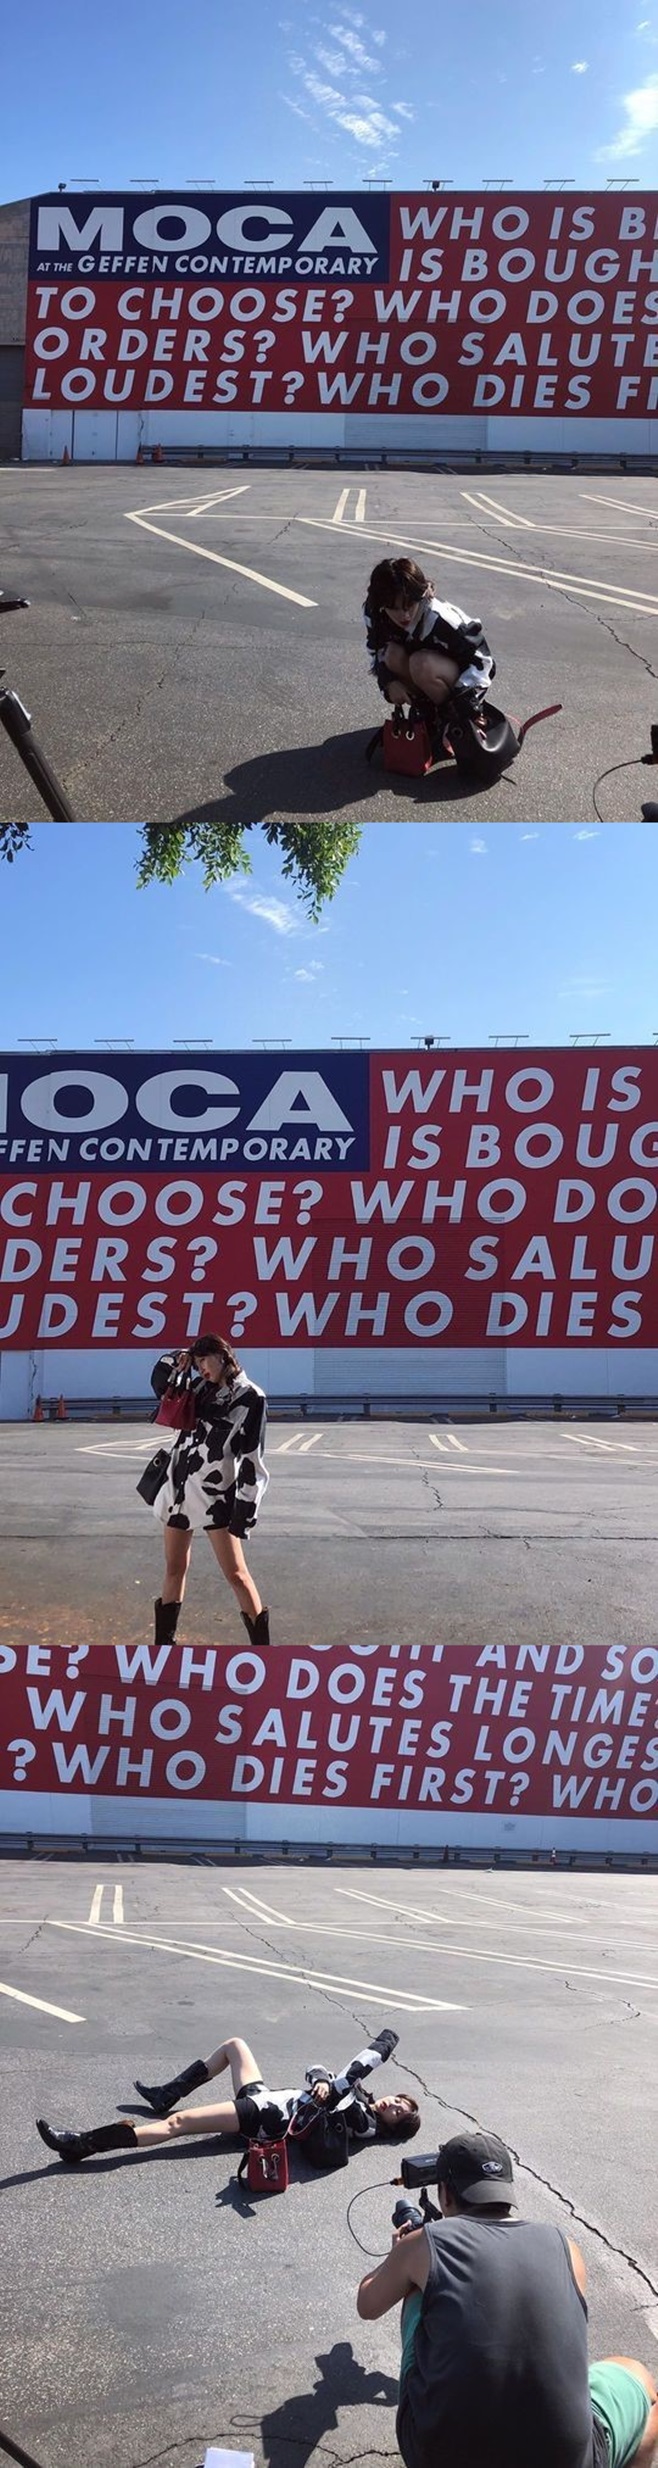 MOCA
AT THE GEFFEN CONTEMPORARY
WHO IS
IS BOUGH
TO CHOOSE? WHO DOES
ORDERS? WHO SALUTE
LOUDEST? WHO DIES
MOCA
FFEN CONTEMPORARY
WHO IS
IS BOUG
CHOOSE? WHO DO
DERS? WHO SALU
UDEST? WHO DIES
AND SO
SE? WHO DOES THE TIME?
WHO SALUTES LONGES
? WHO DIES FIRST? WHO